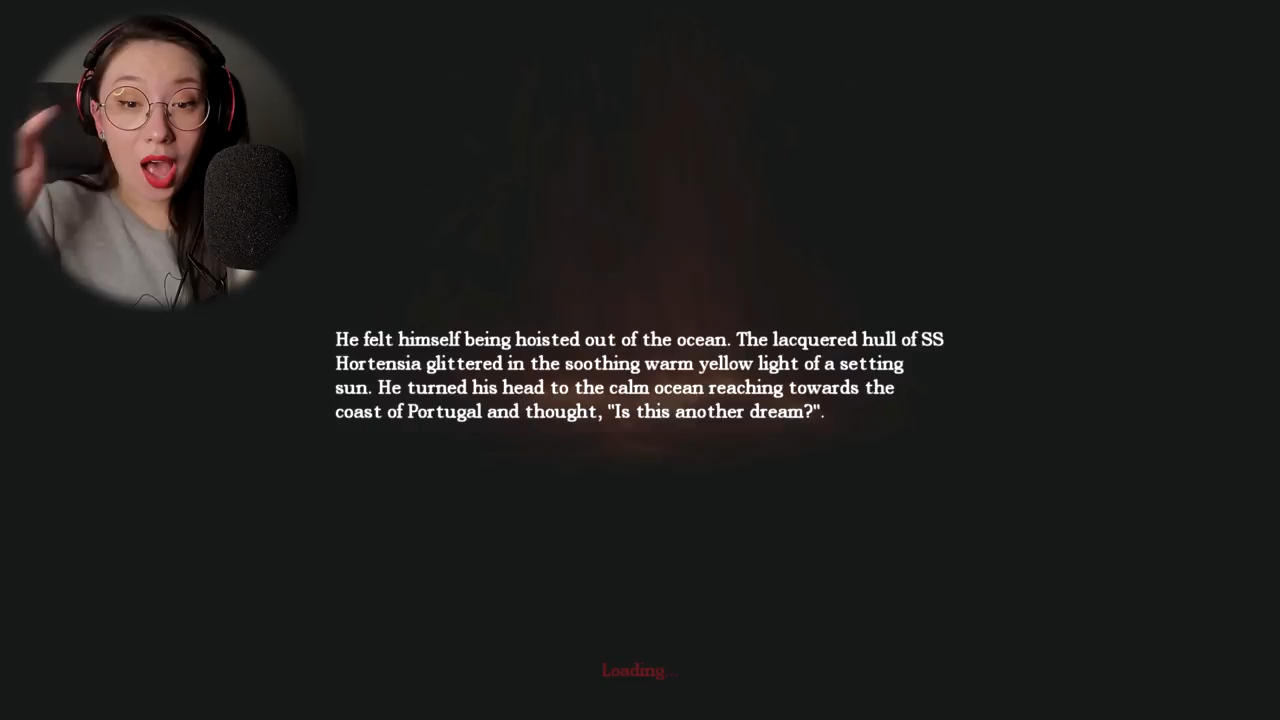 He felt himself being hoisted out of the ocean. The lacquered hull of SS
Hortensia glittered in the soothing warm yellow light of a setting
sun. He turned his head to the calm ocean reaching towards the
coast of Portugal and thought, "Is this another dream?".
Loading...